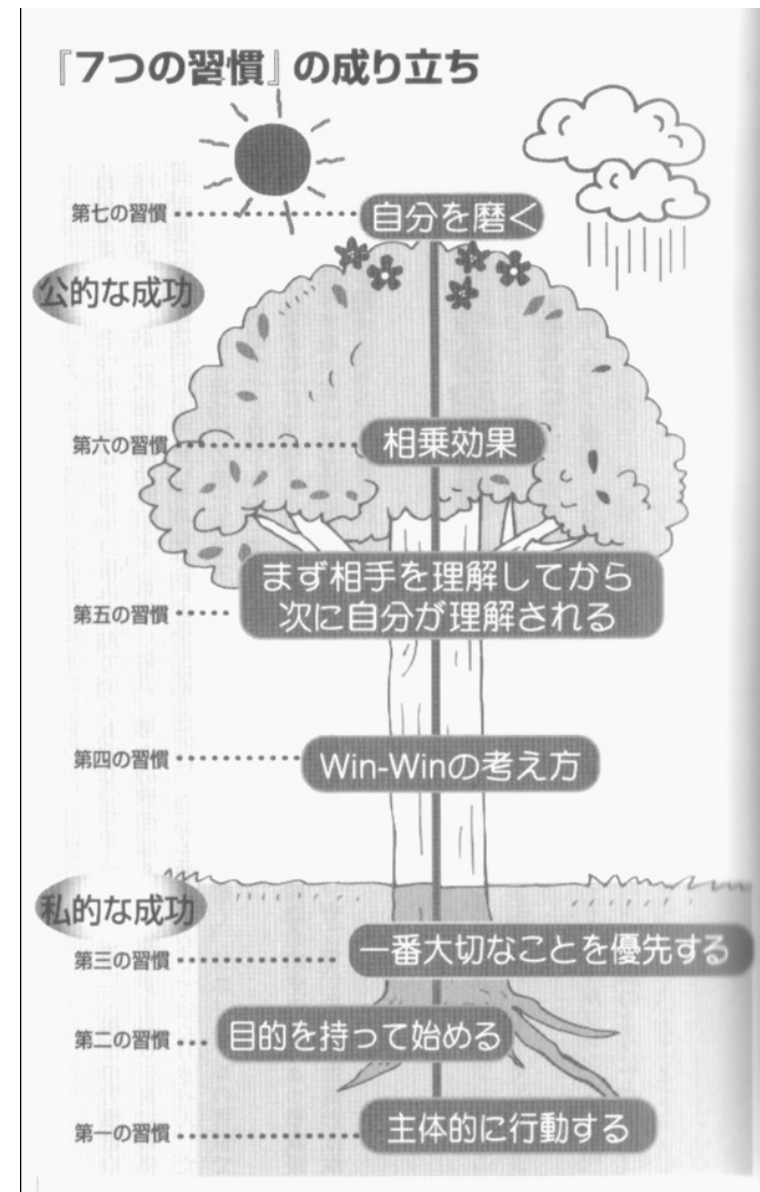 『7つの習慣』の成り立ち
第七の習慣
自分を磨く
公的な成功
第六の習慣
相乗効果
まず相手を理解してから
次に自分が理解される
第五の習慣
第四の習慣
Win-Winの考え方
私的な成功
第三の習慣
一番大切なことを優先する
第二の習慣
目的を持って始める
第一の習慣
主体的に行動する